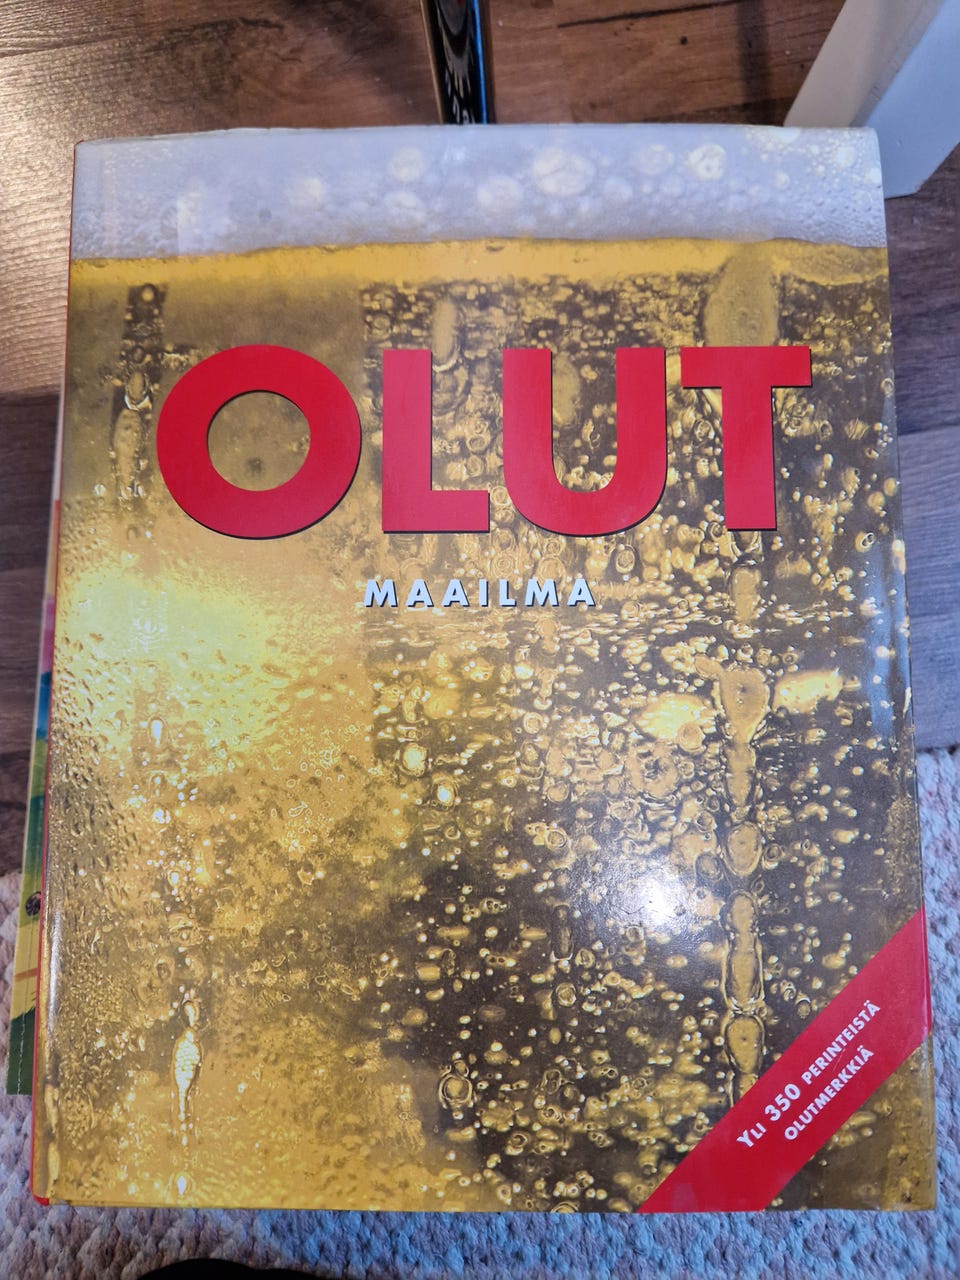 OLUT
MAAILMA
YLI 350 PERINTEISTÄ
OLUTMERKKIÄ